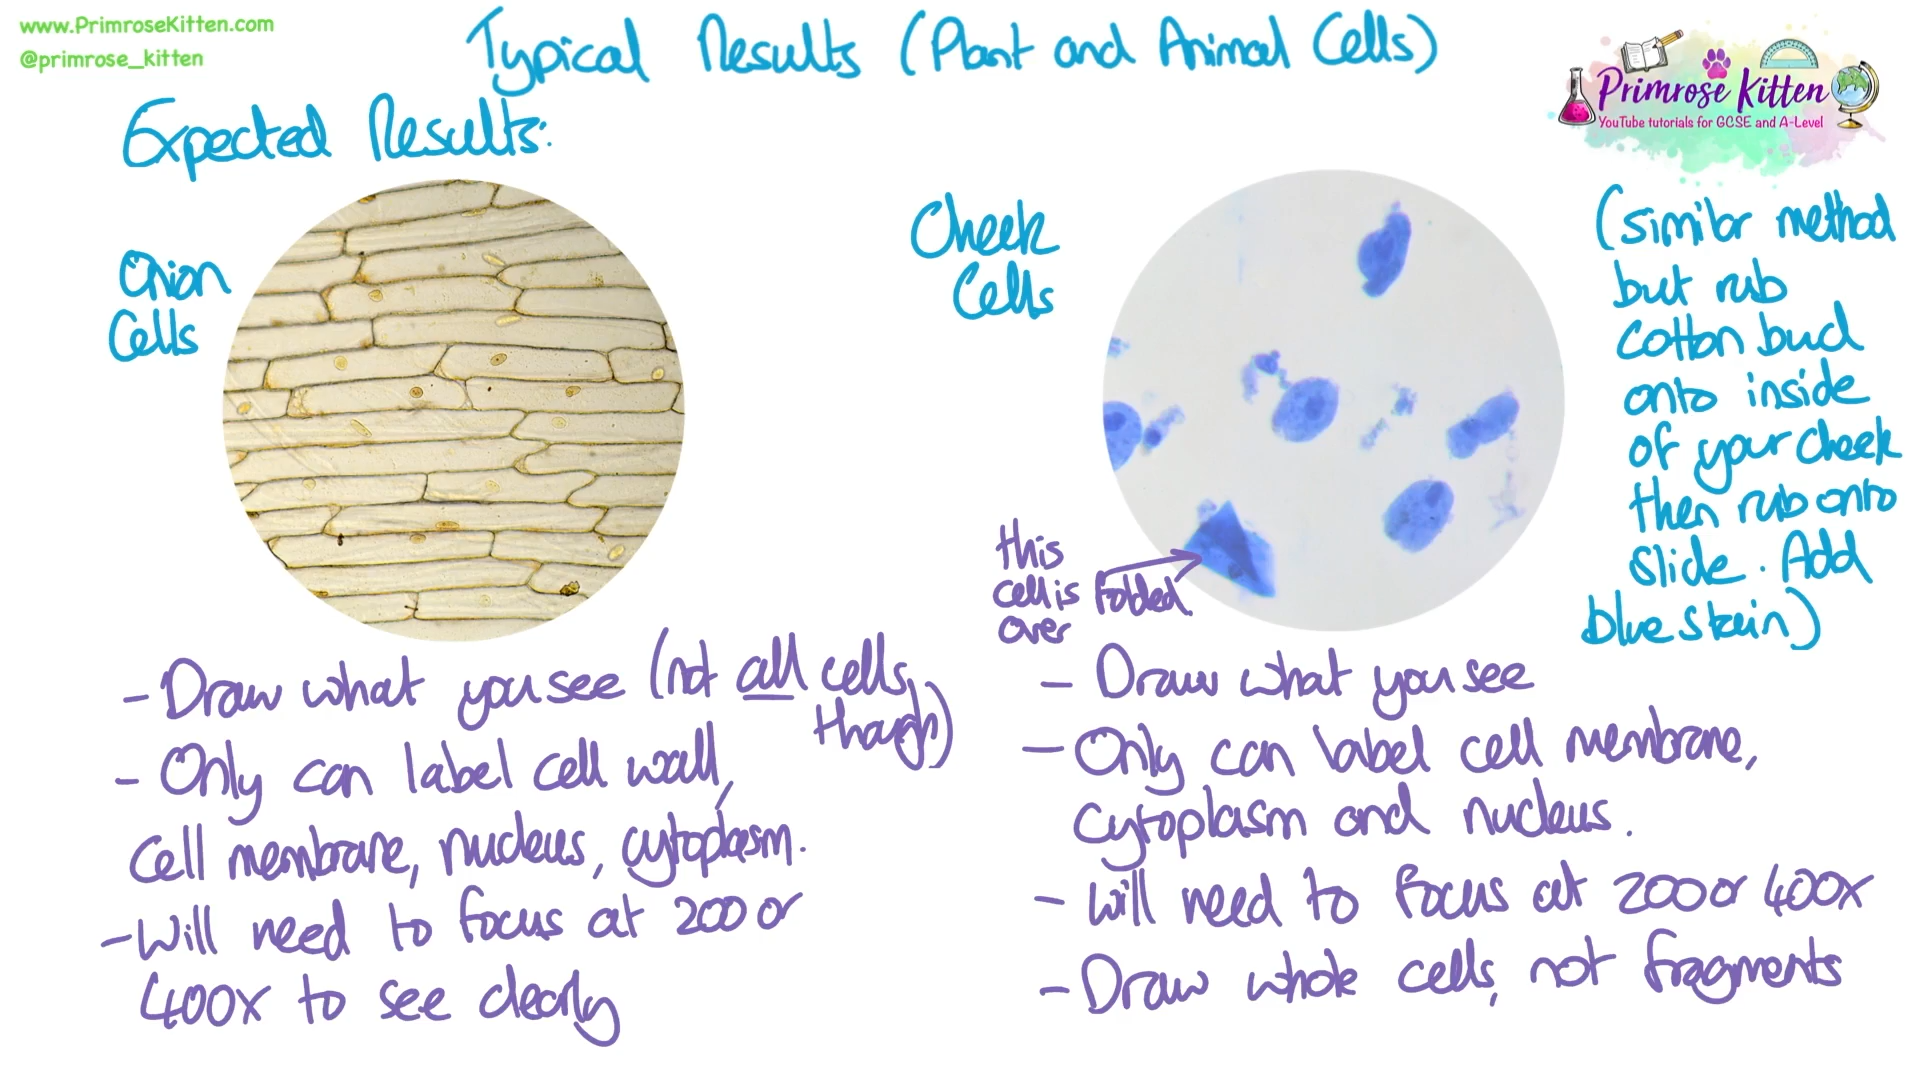 www.PrimroseKitten.com
@primrose_kitten
Typical Results (Plant and Animal Cells)
Primrose Kitten
YouTube tutorials for GCSE and A-Level
Expected Results:
Onion
Cells
Cheek
Cells
(similar method
but rub
cotton bud
onto inside
of your cheek
then rub onto
slide. Add
blue stain)
this
cell is folded
over
- Draw what you see (not all cells,
though)
- Only can label cell wall,
cell membrane, nucleus, cytoplasm.
- Will need to focus at 200 or
400x to see clearly
- Draw what you see
- Only can label cell membrane,
cytoplasm and nucleus.
- Will need to focus at 200 or 400x
- Draw whole cells, not fragments